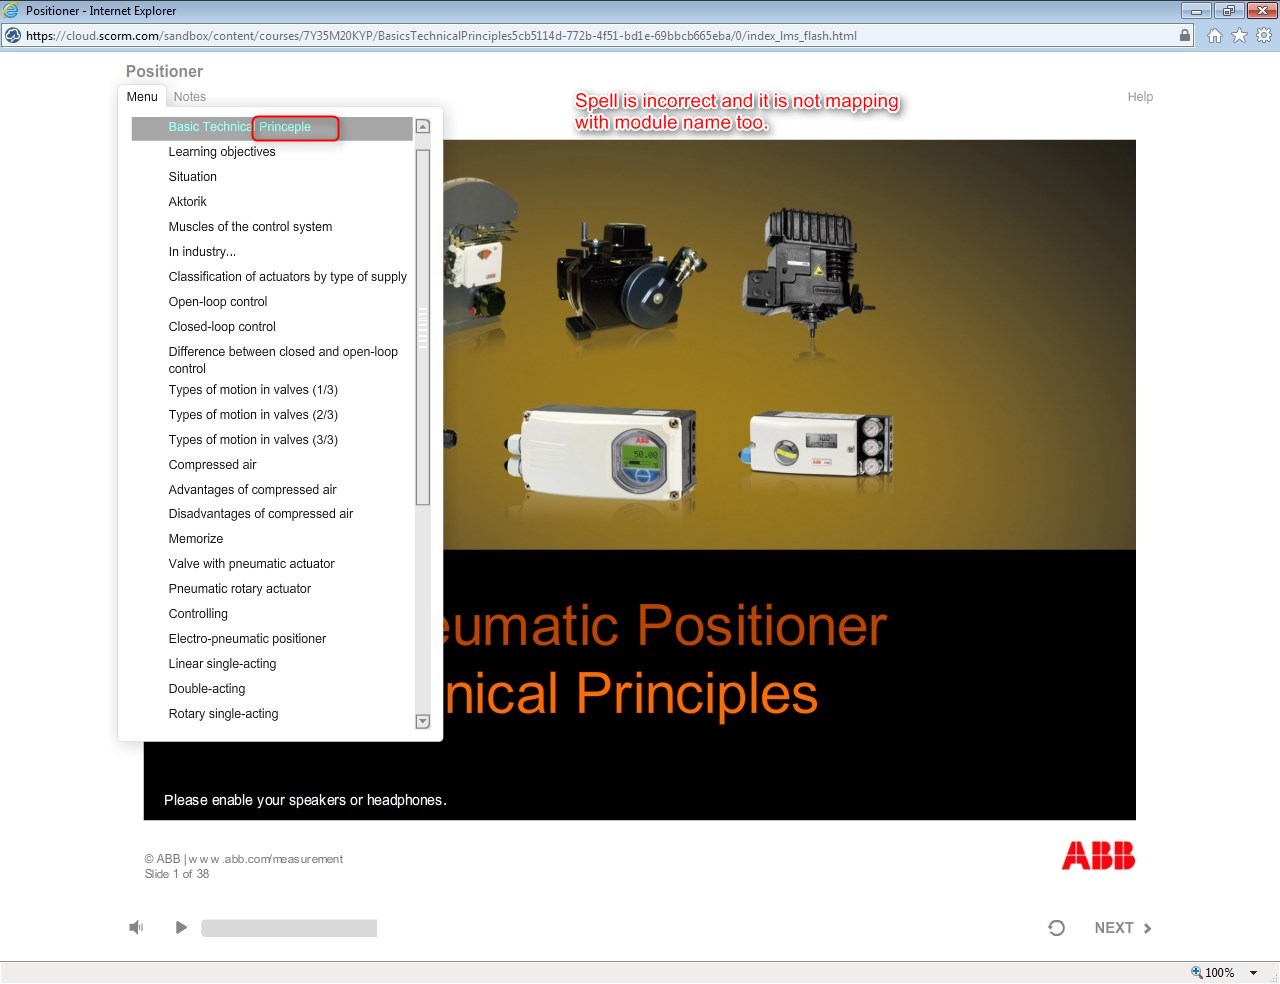 Positioner - Internet Explorer
https://cloud.scorm.com/sandbox/content/courses/7Y35M20KYP/BasicsTechnicalPrinciples5cb5114d-772b-4f51-bd1e-69bbcb665eba/0/index_lms_flash.html
Positioner
Menu Notes
Help
Spell is incorrect and it is not mapping
with module name too.
Basic Technical Princeple
Learning objectives
Situation
Aktorik
Muscles of the control system
In industry...
Classification of actuators by type of supply
Open-loop control
Closed-loop control
Difference between closed and open-loop
control
Types of motion in valves (1/3)
Types of motion in valves (2/3)
Types of motion in valves (3/3)
Compressed air
Advantages of compressed air
Disadvantages of compressed air
Memorize
Valve with pneumatic actuator
Pneumatic rotary actuator
Controlling
Electro-pneumatic positioner
Linear single-acting
Double-acting
Rotary single-acting
ABB
50.00
ABB
eumatic Positioner
nical Principles
Please enable your speakers or headphones.
© ABB | www.abb.com/measurement
Slide 1 of 38
ABB
NEXT
100%